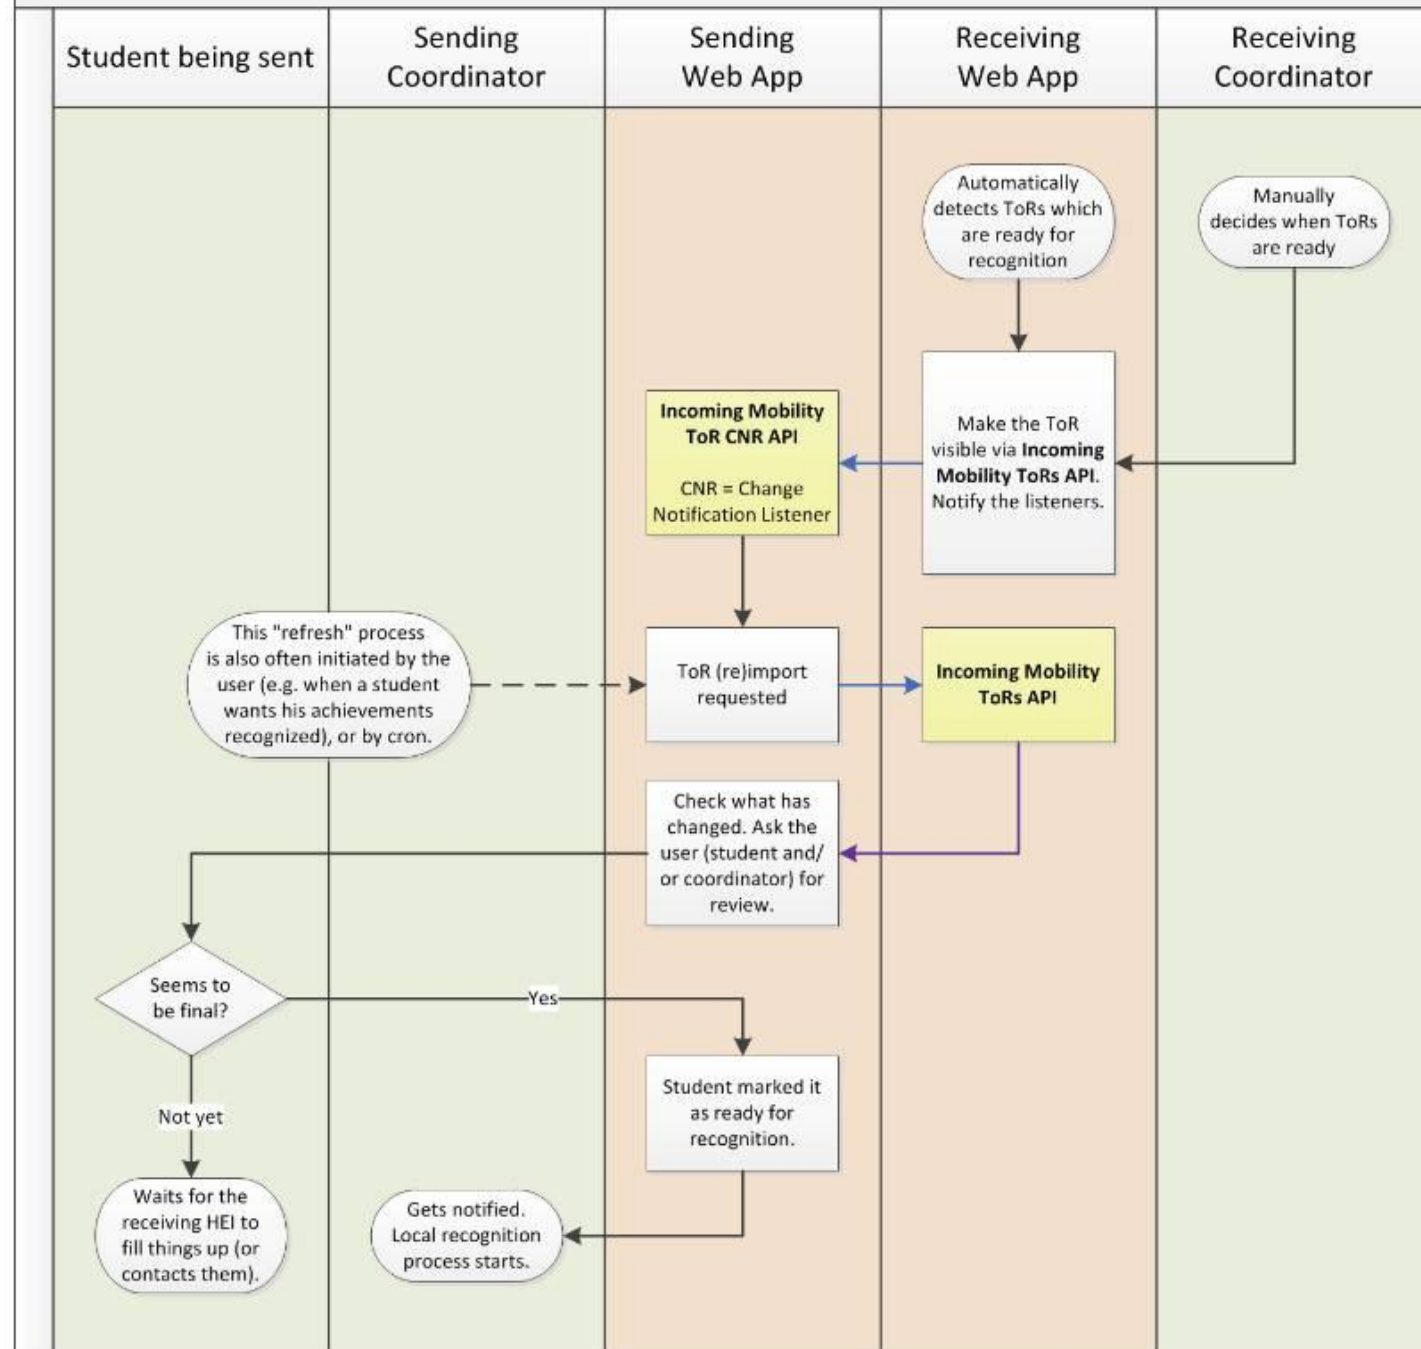 Student being sent
Sending
Coordinator
Sending
Web App
Receiving
Web App
Receiving
Coordinator
Automatically
detects ToRs which
are ready for
recognition
Manually
decides when ToRs
are ready
Incoming Mobility
ToR CNR API
CNR = Change
Notification Listener
Make the ToR
visible via Incoming
Mobility ToRs API.
Notify the listeners.
This "refresh" process
is also often initiated by the
user (e.g. when a student
wants his achievements
recognized), or by cron.
ToR (re)import
requested
Incoming Mobility
ToRs API
Check what has
changed. Ask the
user (student and/
or coordinator) for
review.
Seems to
be final?
Yes
Not yet
Student marked it
as ready for
recognition.
Waits for the
receiving HEI to
fill things up (or
contacts them).
Gets notified.
Local recognition
process starts.